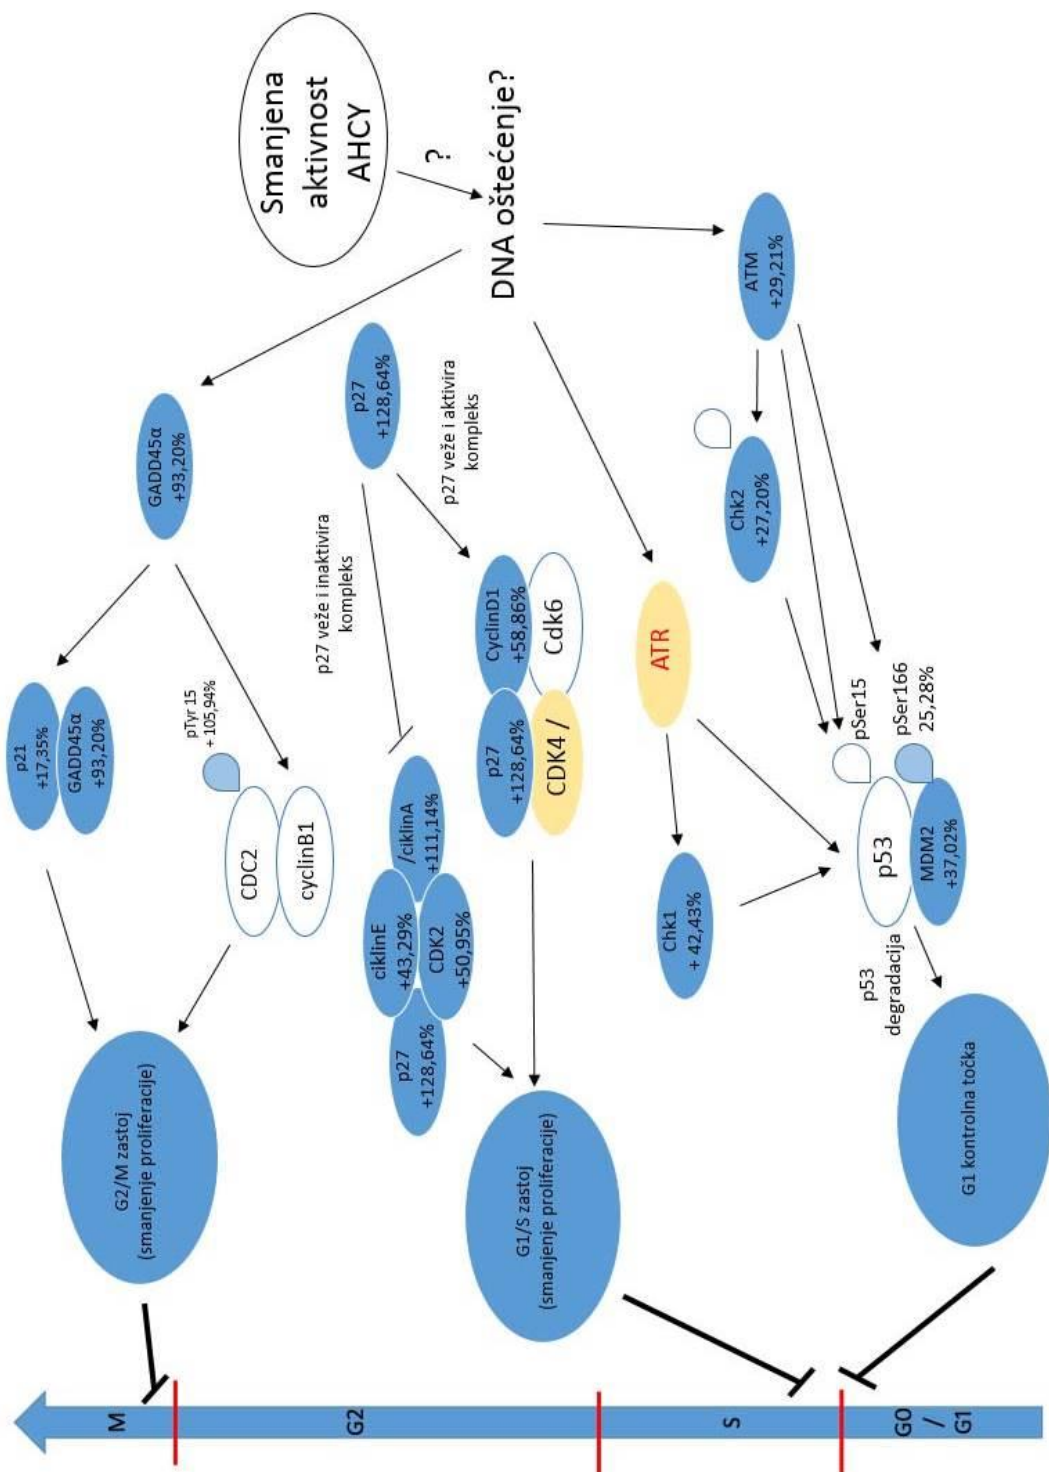 Smanjena
aktivnost
AHCY
?
DNA oštećenje?
GADD45α
+93,20%
p27
+128,64%
ATM
+29,21%
p27 veže i inaktivira
kompleks
p27 veže i aktivira
kompleks
Chk2
+27,20%
p21
+17,35%
GADD45α
+93,20%
pTyr 15
+ 105,94%
CDC2
cyclinB1
/ciklinA
+111,14%
ciklinE
+43,29%
CDK2
+50,95%
p27
+128,64%
CyclinD1
+58,86%
p27
+128,64%
Cdk6
CDK4 /
ATR
Chk1
+ 42,43%
pSer15
pSer166
25,28%
p53
MDM2
+37,02%
p53
degradacija
G2/M zastoj
(smanjenje proliferacije)
G1/S zastoj
(smanjenje proliferacije)
G1 kontrolna točka
M
G2
S
G0
/
G1